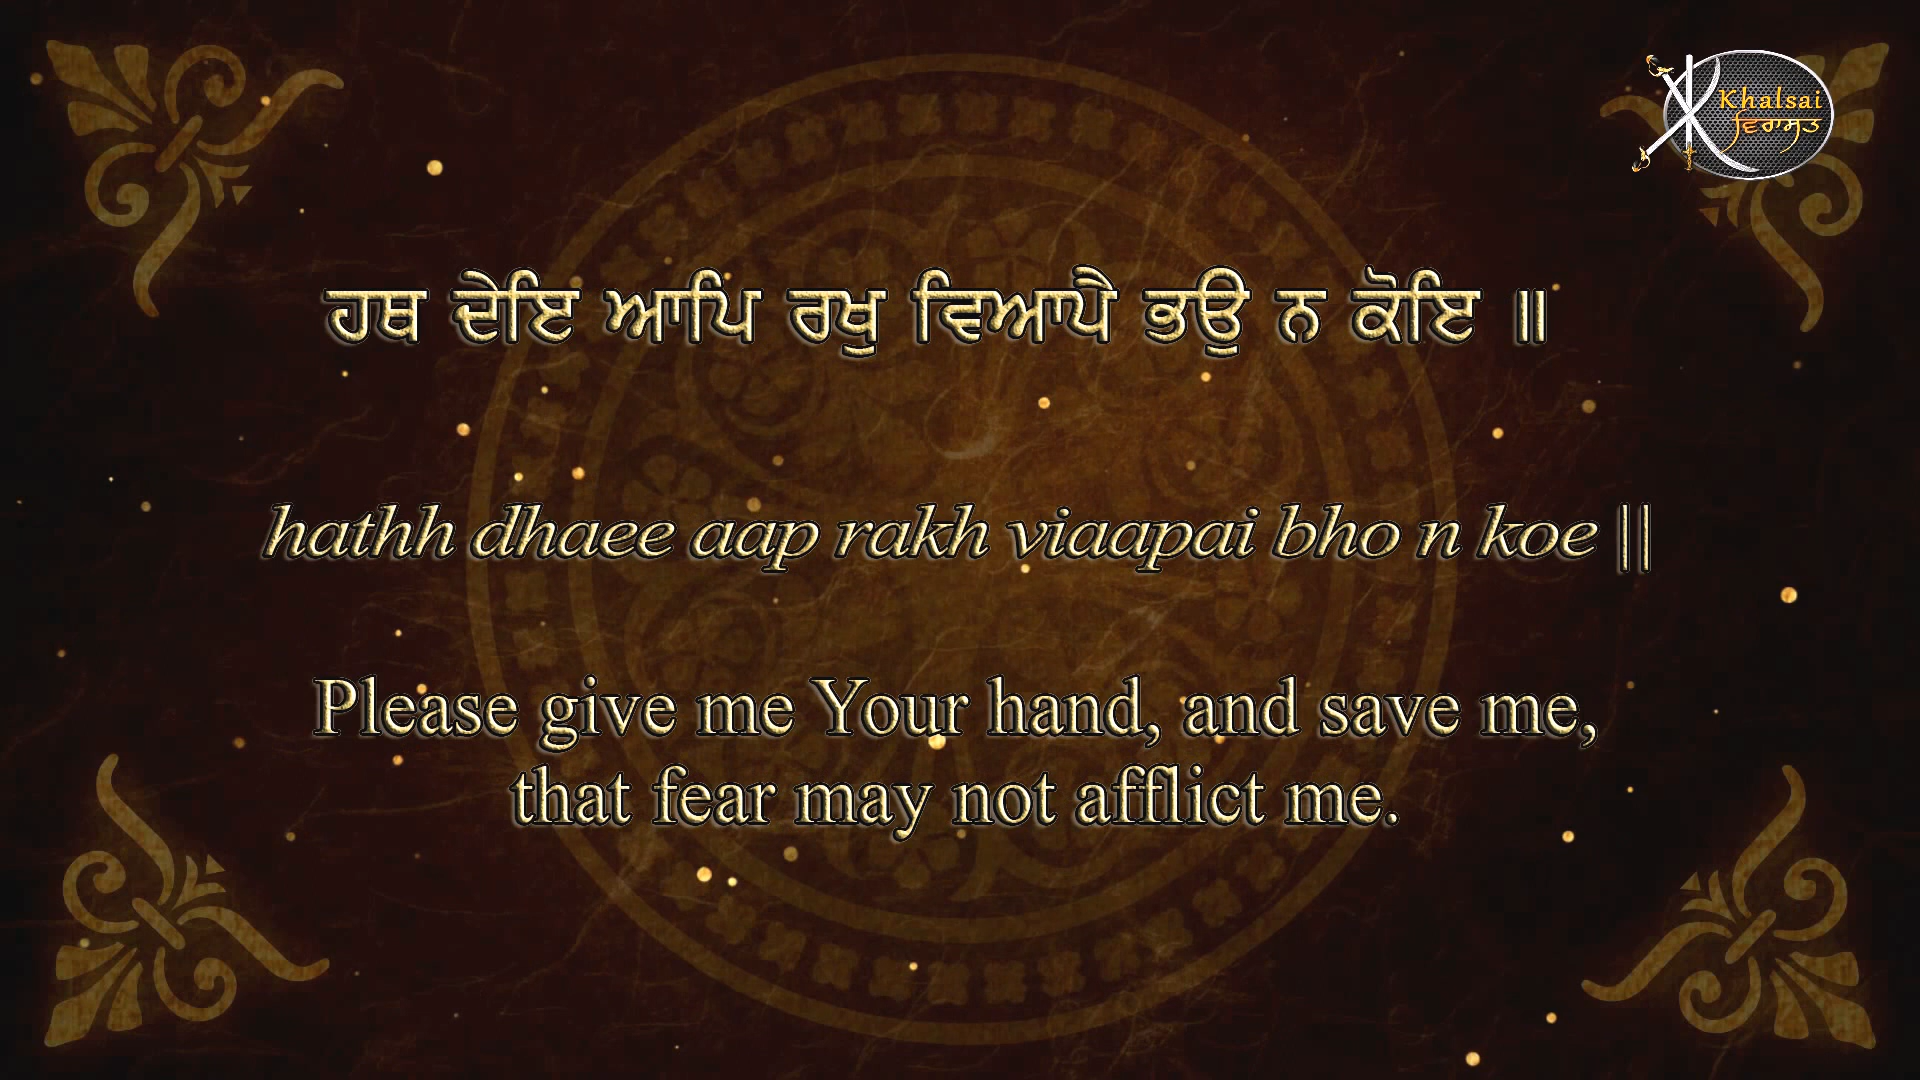 Khalsai
ਵਿਰਾਸਤ
ਹਥ ਦੇਇ ਆਪਿ ਰਖੁ ਵਿਆਪੈ ਭਉ ਨ ਕੋਇ ॥
hathh dhaee aap rakh viaapai bho n koe ||
Please give me Your hand, and save me,
that fear may not afflict me.